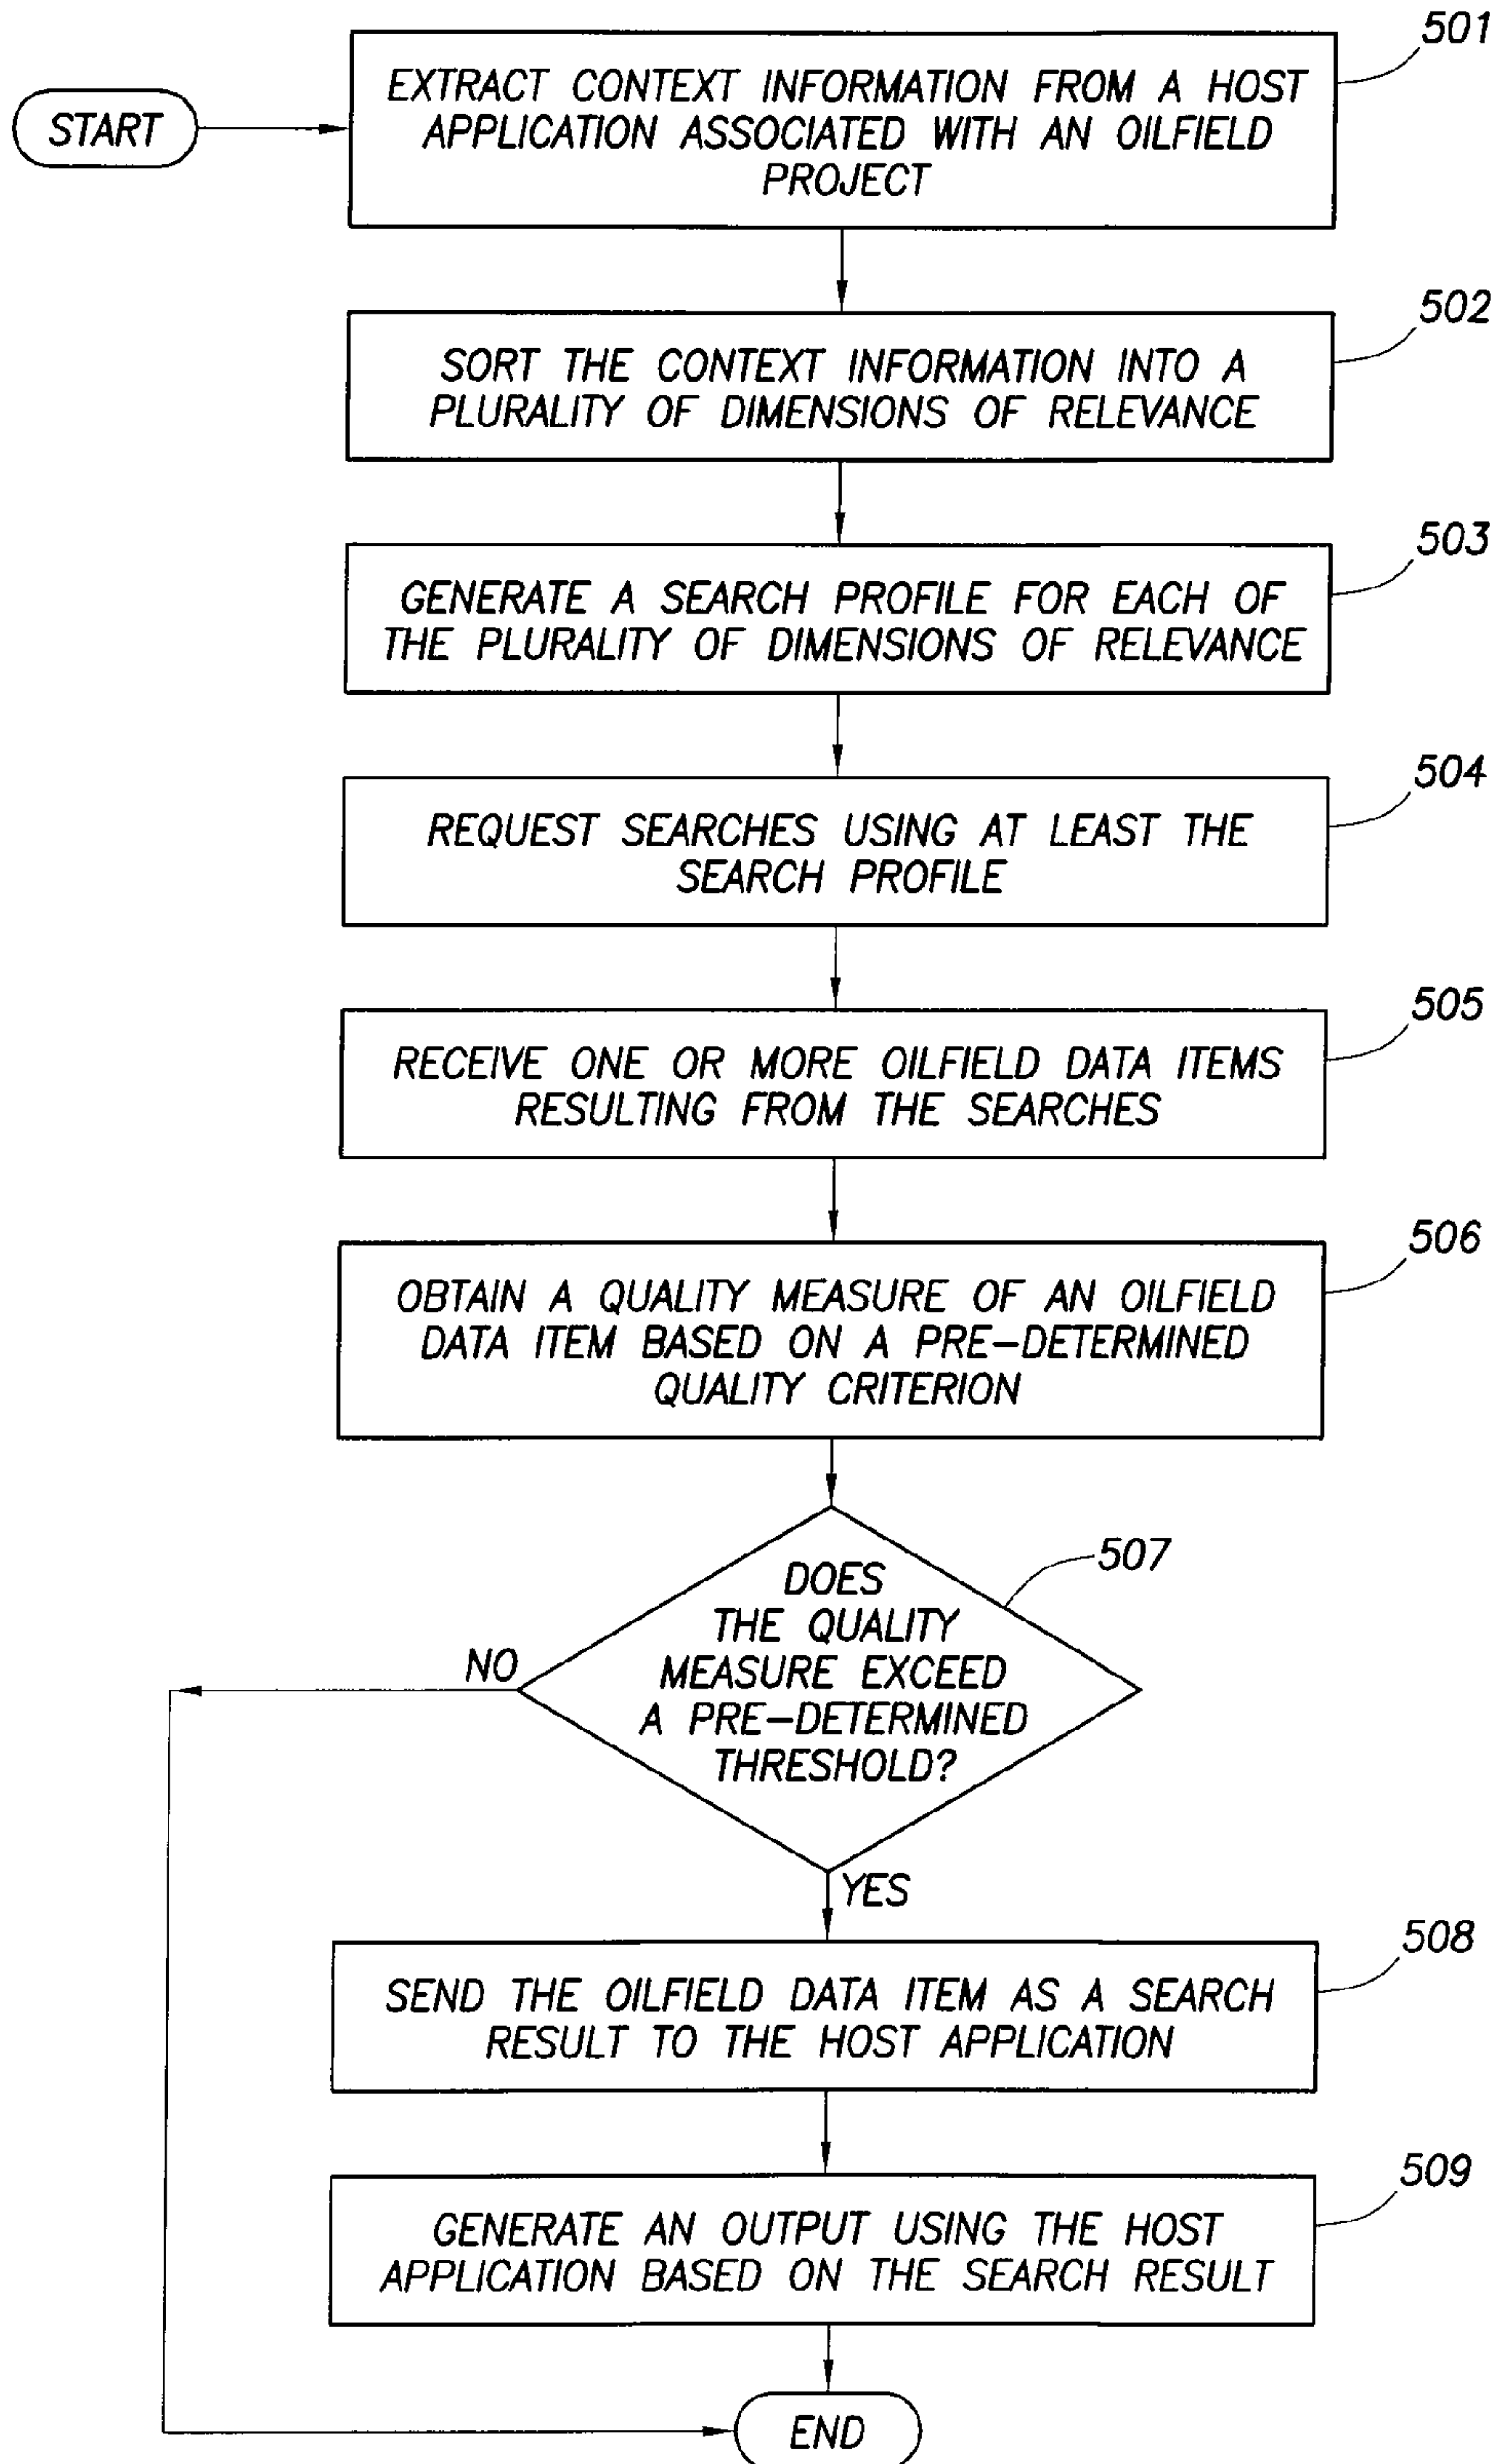 501
START
EXTRACT CONTEXT INFORMATION FROM A HOST
APPLICATION ASSOCIATED WITH AN OILFIELD
PROJECT
502
SORT THE CONTEXT INFORMATION INTO A
PLURALITY OF DIMENSIONS OF RELEVANCE
503
GENERATE A SEARCH PROFILE FOR EACH OF
THE PLURALITY OF DIMENSIONS OF RELEVANCE
504
REQUEST SEARCHES USING AT LEAST THE
SEARCH PROFILE
505
RECEIVE ONE OR MORE OILFIELD DATA ITEMS
RESULTING FROM THE SEARCHES
506
OBTAIN A QUALITY MEASURE OF AN OILFIELD
DATA ITEM BASED ON A PRE-DETERMINED
QUALITY CRITERION
507
DOES
THE QUALITY
MEASURE EXCEED
A PRE-DETERMINED
THRESHOLD?
NO
YES
508
SEND THE OILFIELD DATA ITEM AS A SEARCH
RESULT TO THE HOST APPLICATION
509
GENERATE AN OUTPUT USING THE HOST
APPLICATION BASED ON THE SEARCH RESULT
END